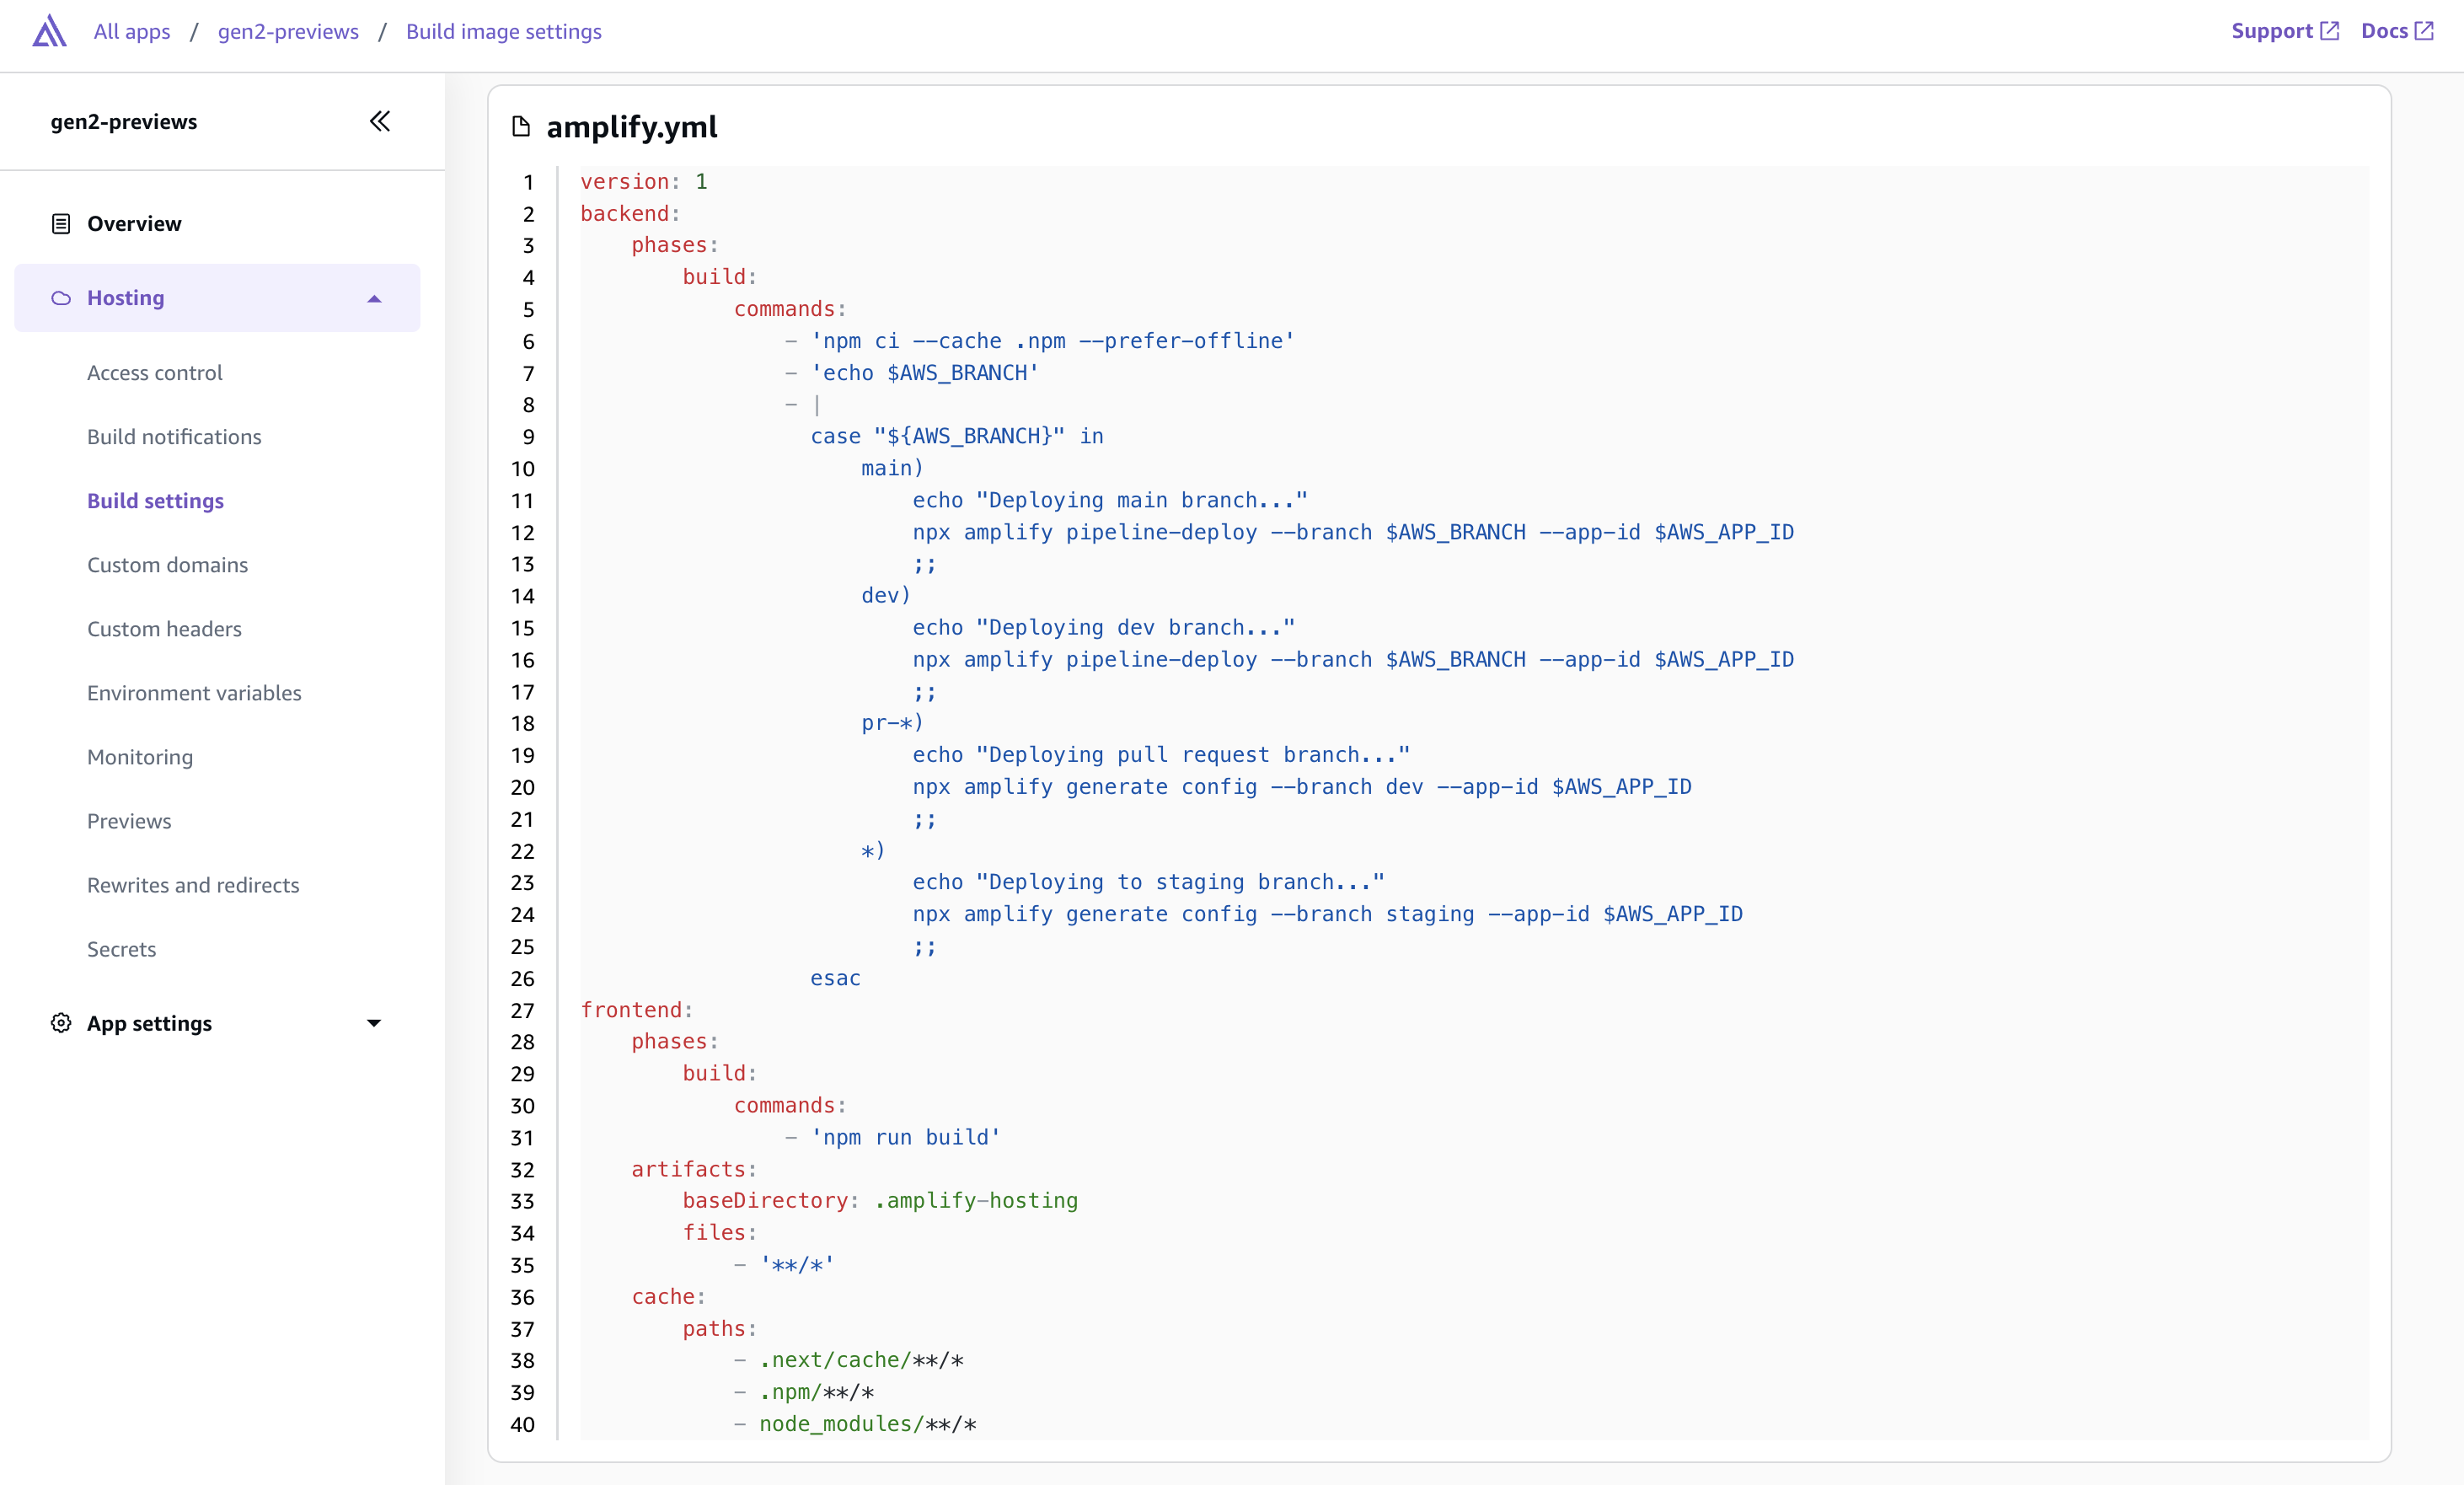 All apps / gen2-previews / Build image settings
Support Docs
gen2-previews
Overview
Hosting
Access control
Build notifications
Build settings
Custom domains
Custom headers
Environment variables
Monitoring
Previews
Rewrites and redirects
Secrets
App settings
amplify.yml
1 version: 1
2 backend:
3     phases:
4         build:
5             commands:
6                 - 'npm ci --cache .npm --prefer-offline'
7                 - 'echo $AWS_BRANCH'
8                 - |
9                   case "${AWS_BRANCH}" in
10                       main)
11                           echo "Deploying main branch..."
12                           npx amplify pipeline-deploy --branch $AWS_BRANCH --app-id $AWS_APP_ID
13                           ;;
14                       dev)
15                           echo "Deploying dev branch..."
16                           npx amplify pipeline-deploy --branch $AWS_BRANCH --app-id $AWS_APP_ID
17                           ;;
18                       pr-*)
19                           echo "Deploying pull request branch..."
20                           npx amplify generate config --branch dev --app-id $AWS_APP_ID
21                           ;;
22                       *)
23                           echo "Deploying to staging branch..."
24                           npx amplify generate config --branch staging --app-id $AWS_APP_ID
25                           ;;
26                   esac
27 frontend:
28     phases:
29         build:
30             commands:
31                 - 'npm run build'
32     artifacts:
33         baseDirectory: .amplify-hosting
34         files:
35             - '**/*'
36     cache:
37         paths:
38             - .next/cache/**/*
39             - .npm/**/*
40             - node_modules/**/*